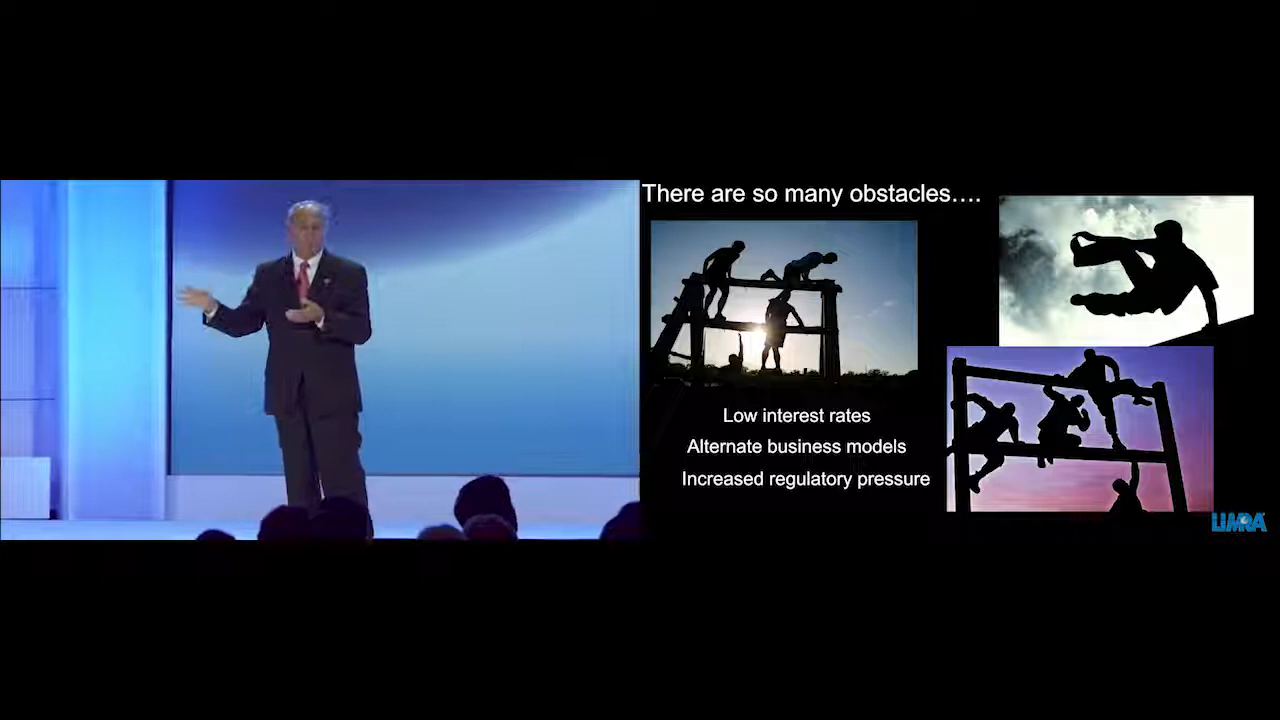 There are so many obstacles….
Low interest rates
Alternate business models
Increased regulatory pressure
LIMRA